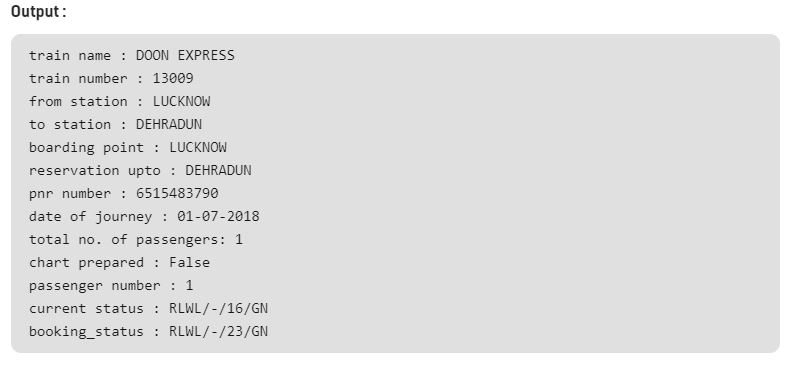 Output :
train name : DOON EXPRESS
train number : 13009
from station : LUCKNOW
to station : DEHRADUN
boarding point : LUCKNOW
reservation upto : DEHRADUN
pnr number : 6515483790
date of journey : 01-07-2018
total no. of passengers: 1
chart prepared : False
passenger number : 1
current status : RLWL/-/16/GN
booking_status : RLWL/-/23/GN